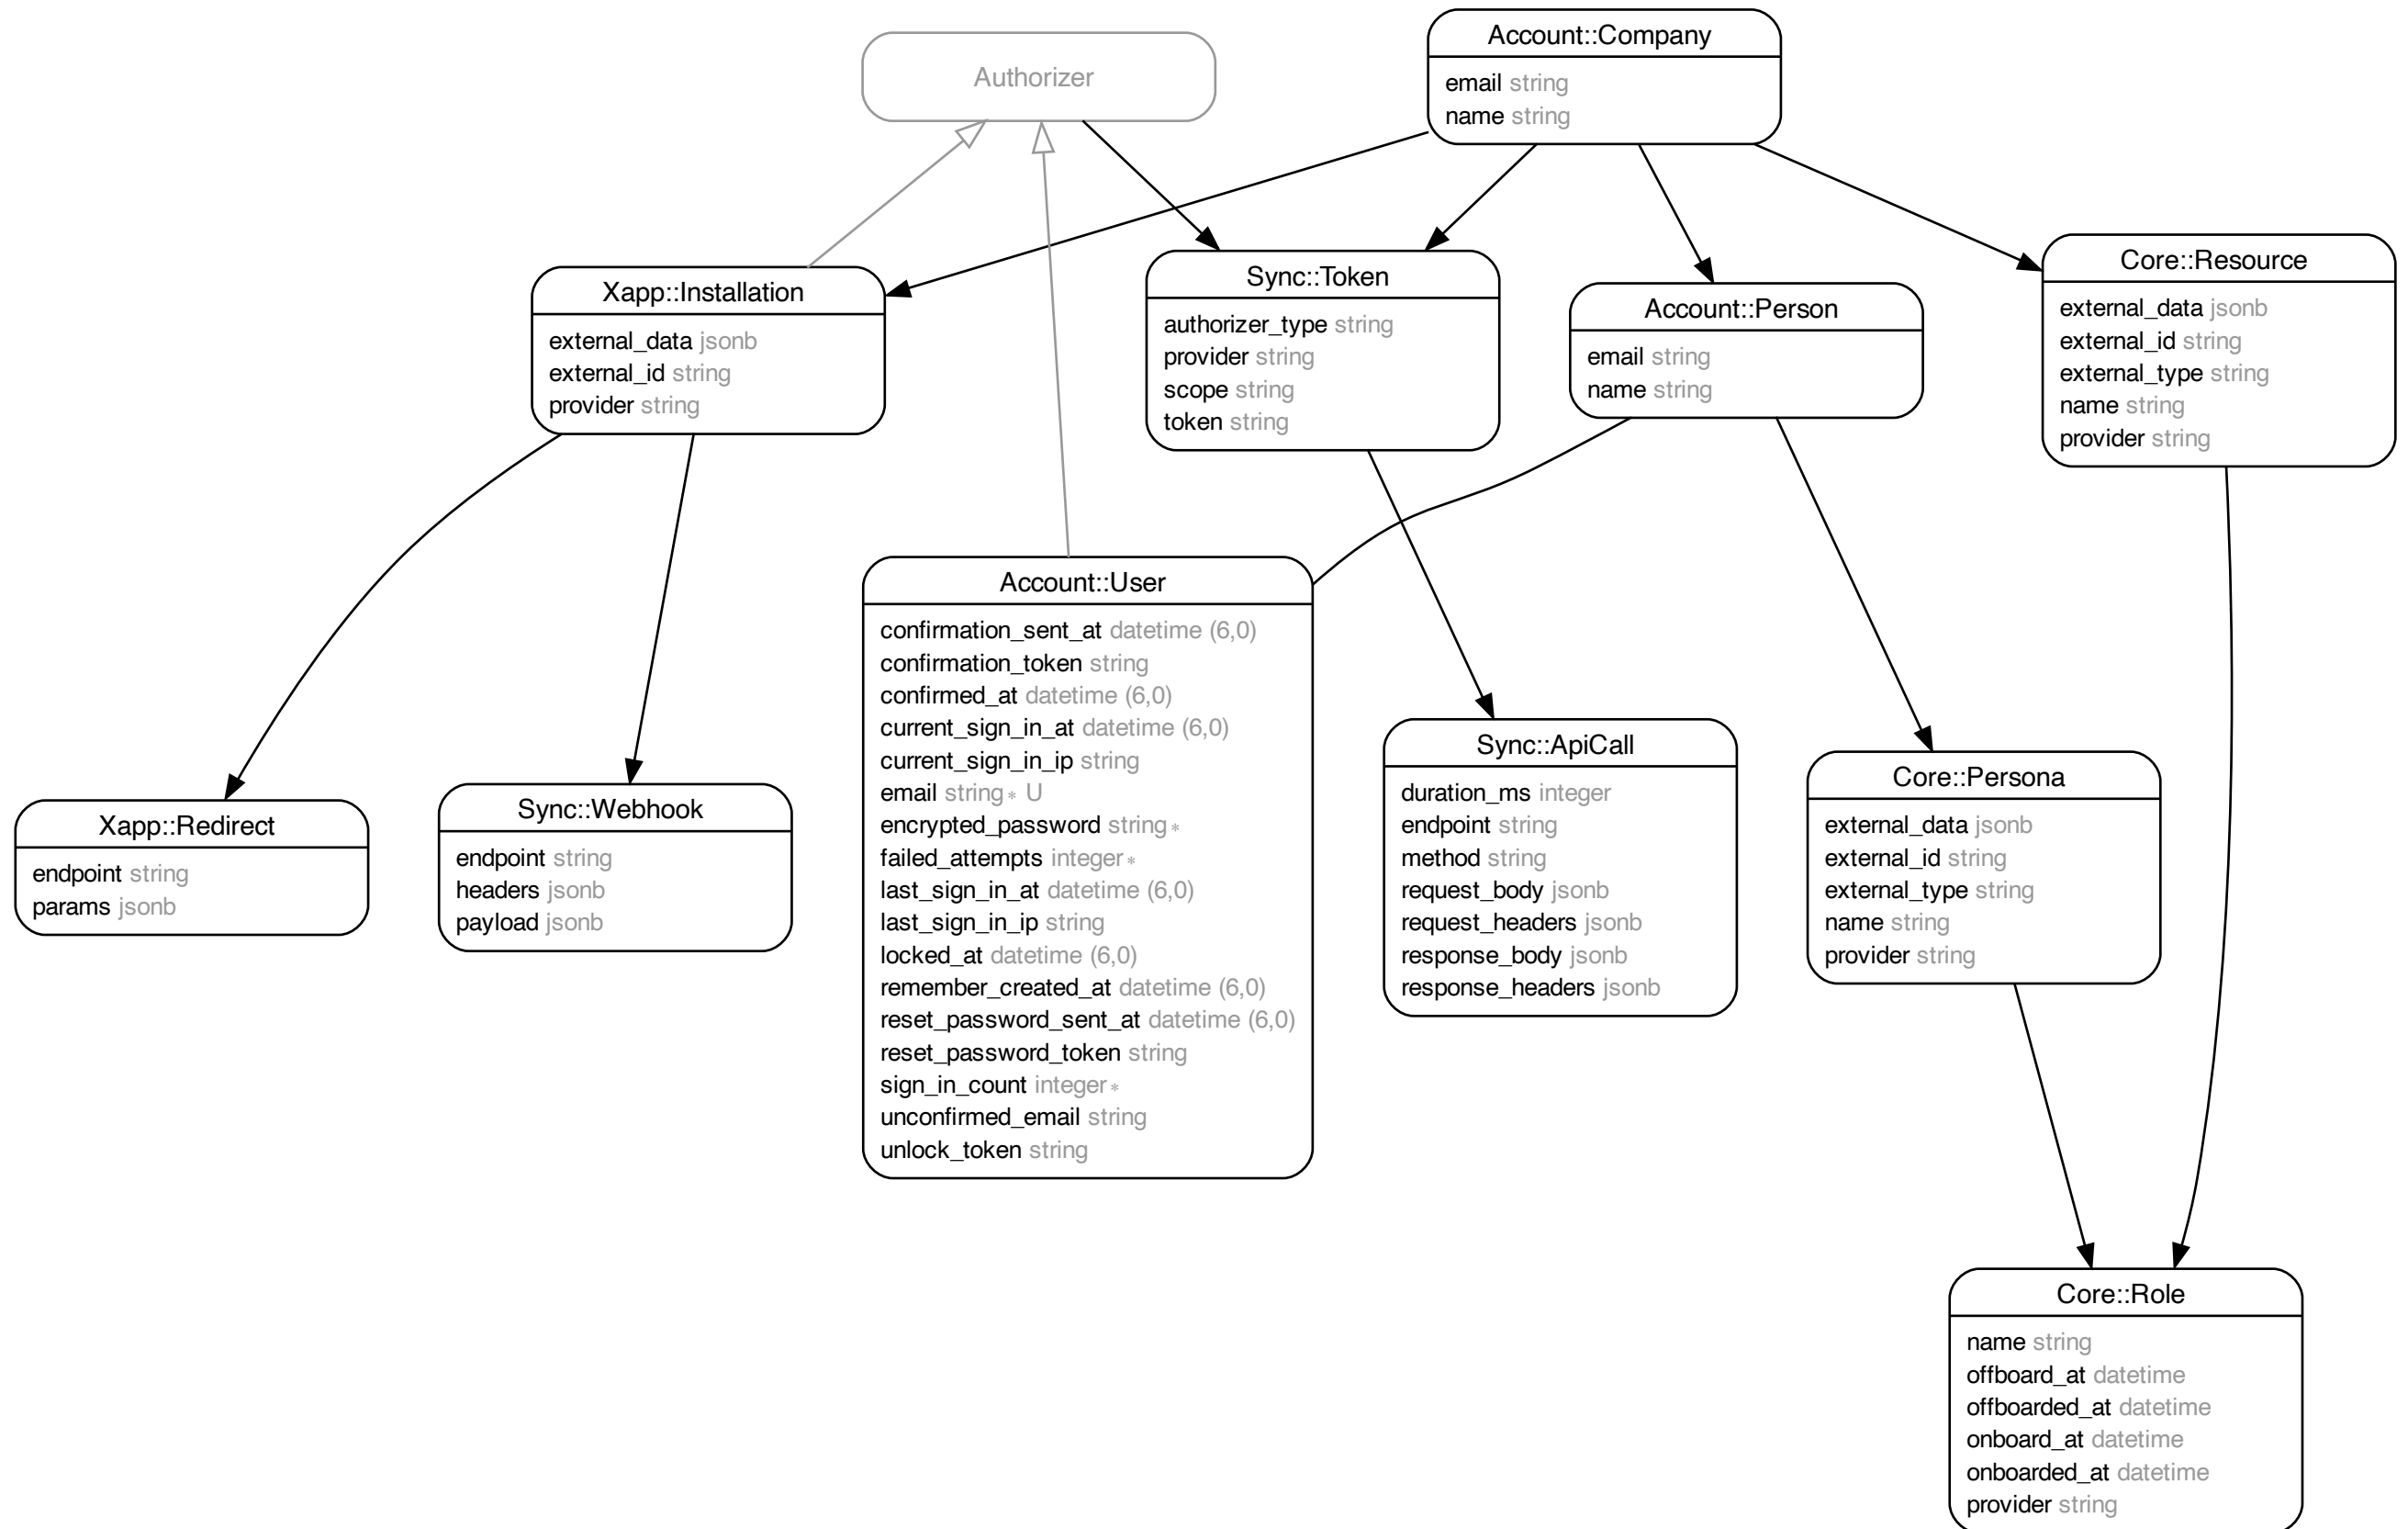 Authorizer
Account::Company
email string
name string
Xapp::Installation
external_data jsonb
external_id string
provider string
Sync::Token
authorizer_type string
provider string
scope string
token string
Account::Person
email string
name string
Core::Resource
external_data jsonb
external_id string
external_type string
name string
provider string
Account::User
confirmation_sent_at datetime (6,0)
confirmation_token string
confirmed_at datetime (6,0)
current_sign_in_at datetime (6,0)
current_sign_in_ip string
email string* U
encrypted_password string*
failed_attempts integer*
last_sign_in_at datetime (6,0)
last_sign_in_ip string
locked_at datetime (6,0)
remember_created_at datetime (6,0)
reset_password_sent_at datetime (6,0)
reset_password_token string
sign_in_count integer*
unconfirmed_email string
unlock_token string
Xapp::Redirect
endpoint string
params jsonb
Sync::Webhook
endpoint string
headers jsonb
payload jsonb
Sync::ApiCall
duration_ms integer
endpoint string
method string
request_body jsonb
request_headers jsonb
response_body jsonb
response_headers jsonb
Core::Persona
external_data jsonb
external_id string
external_type string
name string
provider string
Core::Role
name string
offboard_at datetime
offboarded_at datetime
onboard_at datetime
onboarded_at datetime
provider string